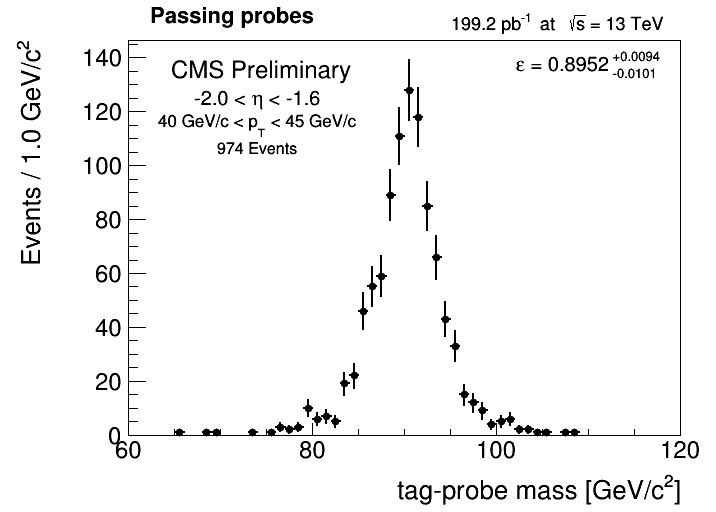 Passing probes
199.2 pb⁻¹ at √s = 13 TeV
CMS Preliminary
-2.0 < η < -1.6
40 GeV/c < p_T < 45 GeV/c
974 Events
ε = 0.8952 +0.0094 -0.0101
Events / 1.0 GeV/c²
140
120
100
80
60
40
20
0
60 80 100 120
tag-probe mass [GeV/c²]